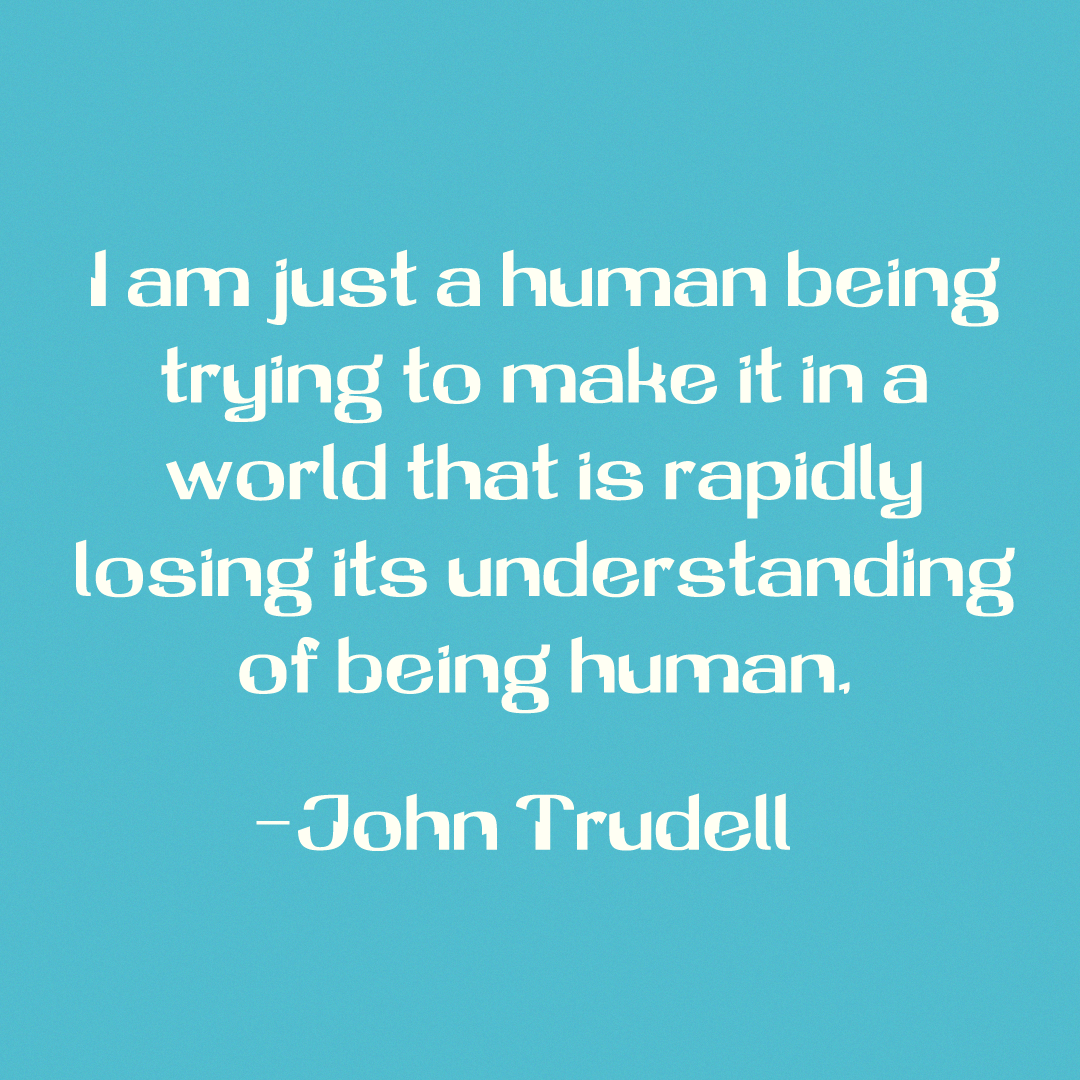 I am just a human being
trying to make it in a
world that is rapidly
losing its understanding
of being human.
-John Trudell